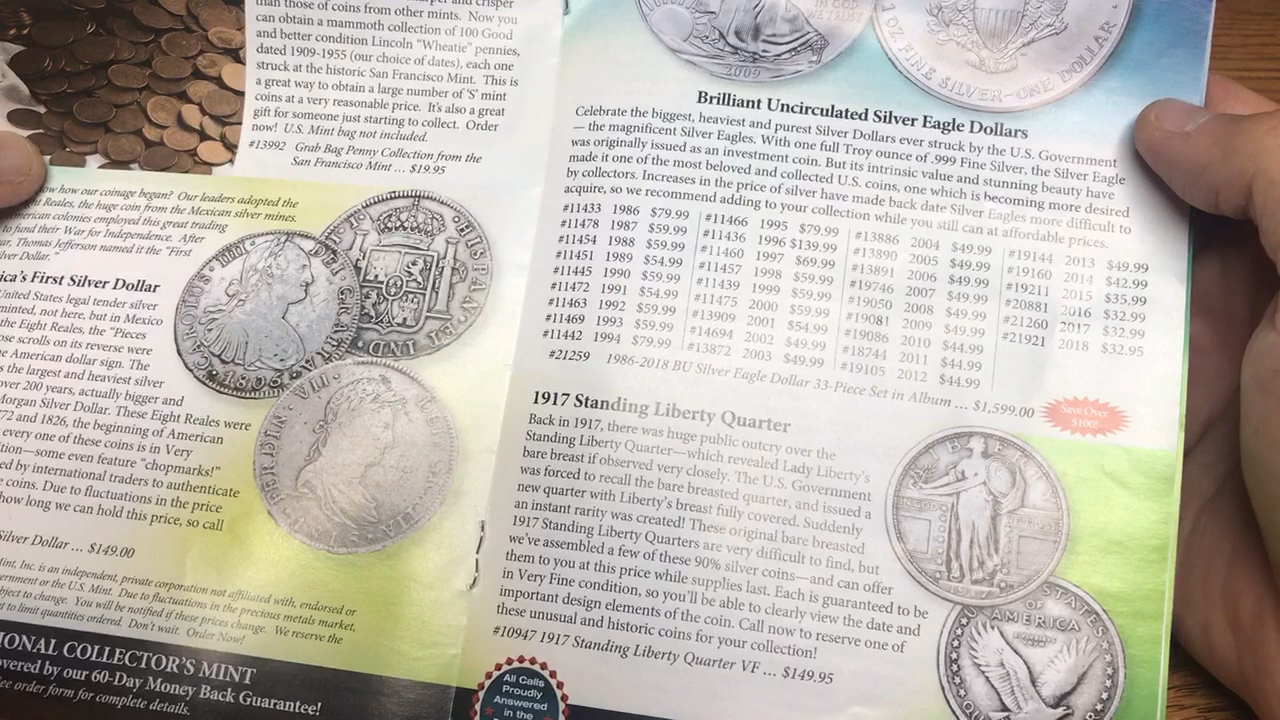 than those of coins from other mints. Now you
can obtain a mammoth collection of 100 Good
and better condition Lincoln "Wheatie" pennies,
dated 1909-1955 (our choice of dates), each one
struck at the historic San Francisco Mint. This is
a great way to obtain a large number of 'S' mint
coins at a very reasonable price. It's also a great
gift for someone just starting to collect. Order
now! U.S. Mint bag not included.
#13992 Grab Bag Penny Collection from the
San Francisco Mint ... $19.95
how our coinage began? Our leaders adopted the
Reales, the huge coin from the Mexican silver mines.
American colonies employed this great trading
to fund their War for Independence. After
Thomas Jefferson named it the "First
Silver Dollar."
First Silver Dollar
United States legal tender silver
minted, not here, but in Mexico
the Eight Reales, the "Pieces
scrolls on its reverse were
American dollar sign. The
the largest and heaviest silver
over 200 years, actually bigger and
Morgan Silver Dollar. These Eight Reales were
and 1826, the beginning of American
every one of these coins is in Very
some even feature "chopmarks!"
by international traders to authenticate
coins. Due to fluctuations in the price
how long we can hold this price, so call
Silver Dollar ... $149.00
Mint, Inc. is an independent, private corporation not affiliated with, endorsed or
or the U.S. Mint. Due to fluctuations in the precious metals market,
to change. You will be notified if these prices change. We reserve the
to limit quantities ordered. Don't wait. Order Now!
COLLECTOR'S MINT
by our 60-Day Money Back Guarantee!
order form for complete details.
CAROLUS IIII DEI GRATIA
1806
HISPAN ET IND
FERDIN VII DEI GRATIA
IN GOD
WE TRUST
2009
1 OZ. FINE SILVER~ONE DOLLAR
Brilliant Uncirculated Silver Eagle Dollars
Celebrate the biggest, heaviest and purest Silver Dollars ever struck by the U.S. Government
— the magnificent Silver Eagles. With one full Troy ounce of .999 Fine Silver, the Silver Eagle
was originally issued as an investment coin. But its intrinsic value and stunning beauty have
made it one of the most beloved and collected U.S. coins, one which is becoming more desired
by collectors. Increases in the price of silver have made back date Silver Eagles more difficult to
acquire, so we recommend adding to your collection while you still can at affordable prices.
#11433 1986 $79.99
#11478 1987 $59.99
#11454 1988 $59.99
#11451 1989 $54.99
#11445 1990 $59.99
#11472 1991 $54.99
#11463 1992 $59.99
#11469 1993 $59.99
#11442 1994 $79.99
#11466 1995 $79.99
#11436 1996 $139.99
#11460 1997 $69.99
#11457 1998 $59.99
#11439 1999 $59.99
#11475 2000 $59.99
#13909 2001 $54.99
#14694 2002 $49.99
#13872 2003 $49.99
#13886 2004 $49.99
#13890 2005 $49.99
#13891 2006 $49.99
#19746 2007 $49.99
#19050 2008 $49.99
#19081 2009 $49.99
#19086 2010 $44.99
#18744 2011 $44.99
#19105 2012 $44.99
#19144 2013 $49.99
#19160 2014 $42.99
#19211 2015 $35.99
#20881 2016 $32.99
#21260 2017 $32.99
#21921 2018 $32.95
#21259 1986-2018 BU Silver Eagle Dollar 33-Piece Set in Album ... $1,599.00
Save Over
$100!
1917 Standing Liberty Quarter
Back in 1917, there was huge public outcry over the
Standing Liberty Quarter—which revealed Lady Liberty's
bare breast if observed very closely. The U.S. Government
was forced to recall the bare breasted quarter, and issued a
new quarter with Liberty's breast fully covered. Suddenly
an instant rarity was created! These original bare breasted
1917 Standing Liberty Quarters are very difficult to find, but
we've assembled a few of these 90% silver coins—and can offer
them to you at this price while supplies last. Each is guaranteed to be
in Very Fine condition, so you'll be able to clearly view the date and
important design elements of the coin. Call now to reserve one of
these unusual and historic coins for your collection!
#10947 1917 Standing Liberty Quarter VF ... $149.95
LIBERTY
1917
STATES
OF
AMERICA
All Calls
Proudly
Answered
in the